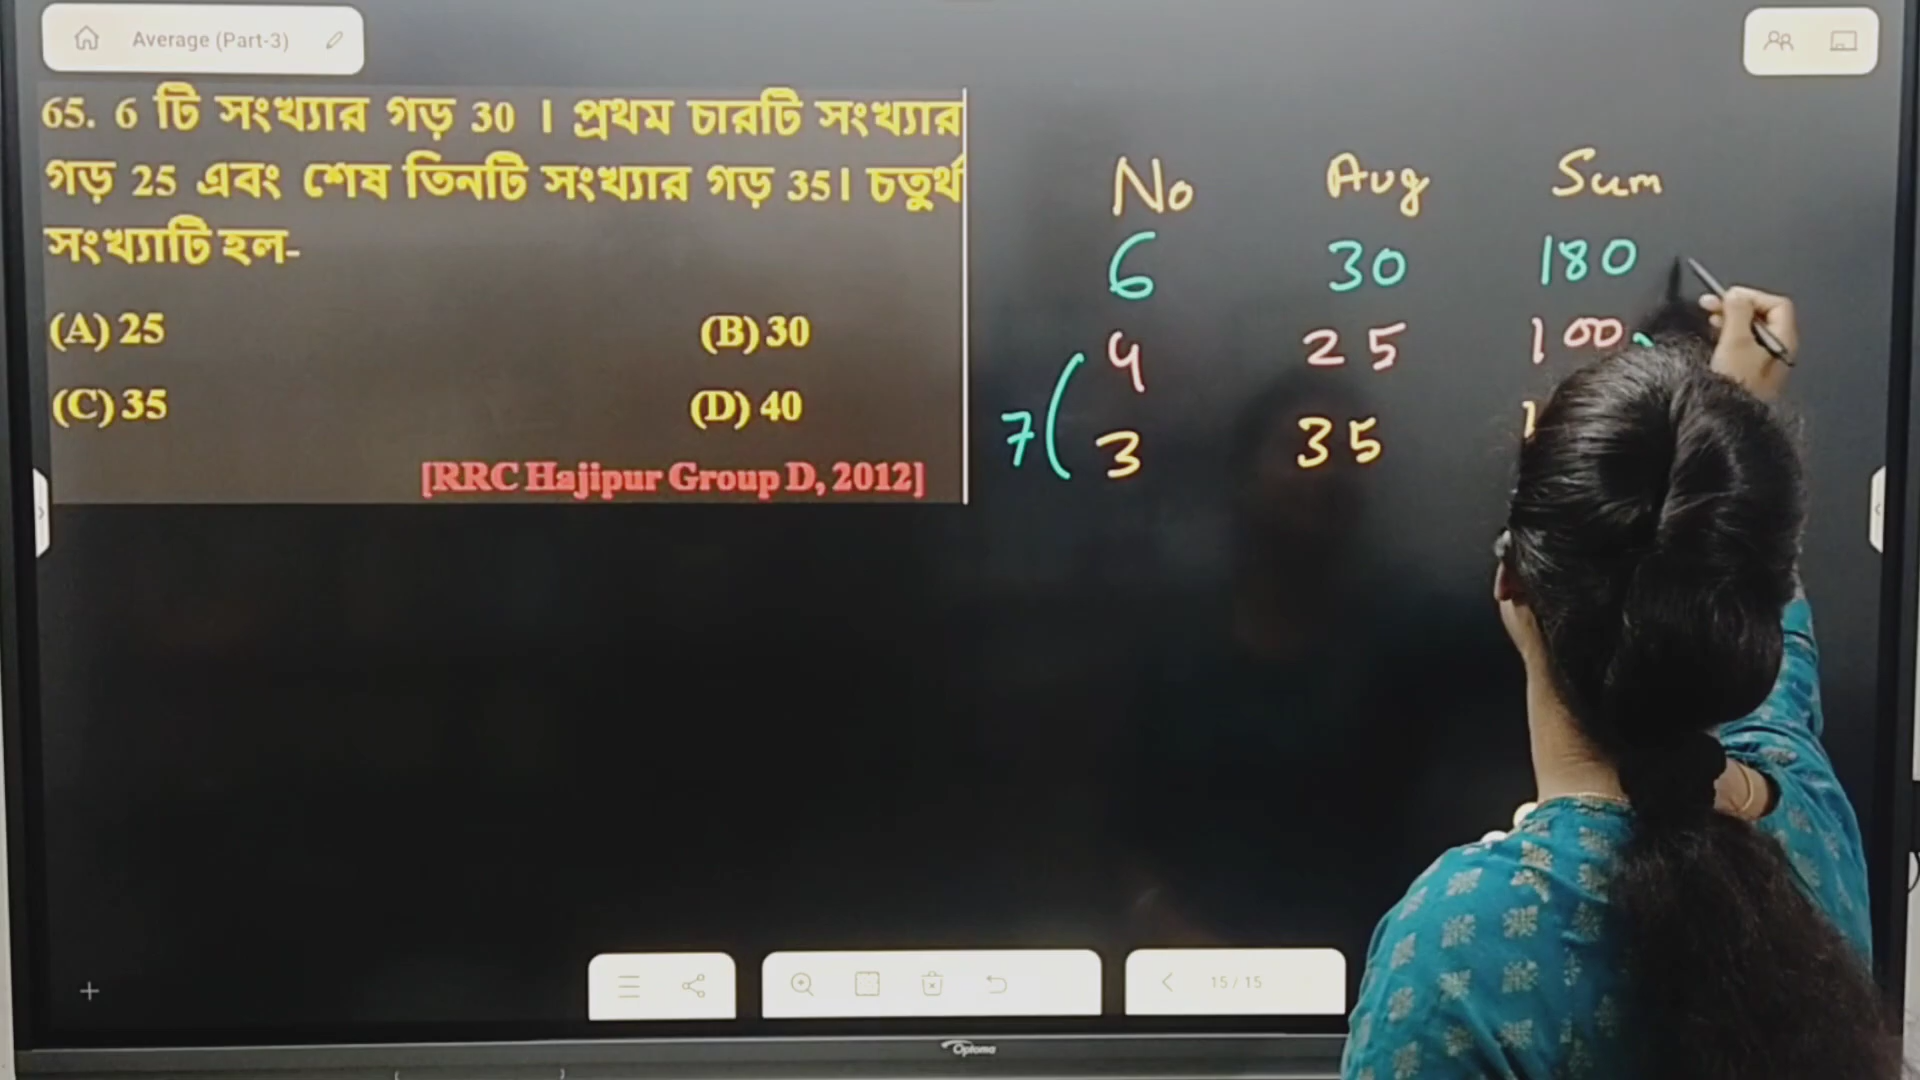 Average (Part-3)
65. 6 টি সংখ্যার গড় 30 । প্রথম চারটি সংখ্যার
গড় 25 এবং শেষ তিনটি সংখ্যার গড় 35। চতুর্থ
সংখ্যাটি হল-
(A) 25 (B) 30
(C) 35 (D) 40
[RRC Hajipur Group D, 2012]
No Avg Sum
6 30 180
4 25 100
7 3 35
15 / 15
Optoma